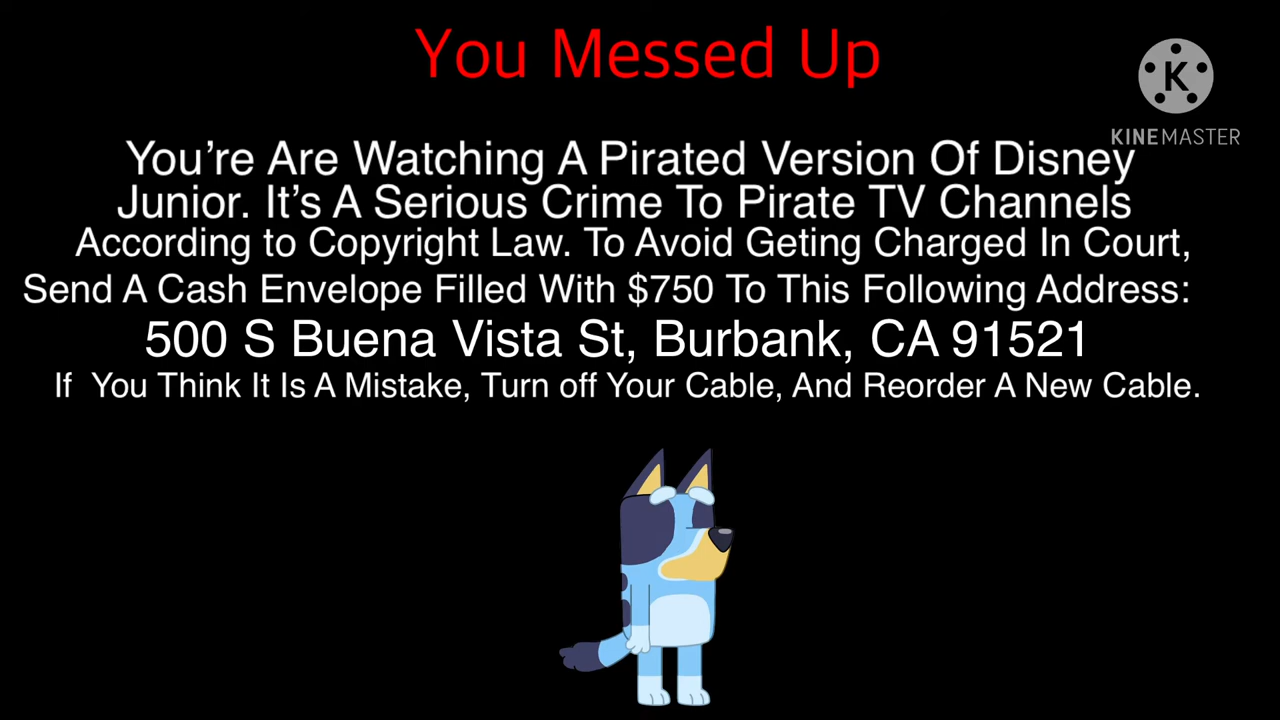 You Messed Up
K
KINEMASTER
You’re Are Watching A Pirated Version Of Disney
Junior. It’s A Serious Crime To Pirate TV Channels
According to Copyright Law. To Avoid Geting Charged In Court,
Send A Cash Envelope Filled With $750 To This Following Address:
500 S Buena Vista St, Burbank, CA 91521
If You Think It Is A Mistake, Turn off Your Cable, And Reorder A New Cable.